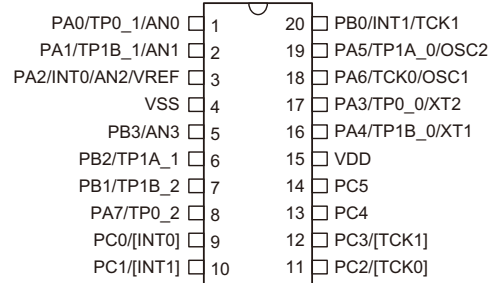 PA0/TP0_1/AN0 1 20 PB0/INT1/TCK1
PA1/TP1B_1/AN1 2 19 PA5/TP1A_0/OSC2
PA2/INT0/AN2/VREF 3 18 PA6/TCK0/OSC1
VSS 4 17 PA3/TP0_0/XT2
PB3/AN3 5 16 PA4/TP1B_0/XT1
PB2/TP1A_1 6 15 VDD
PB1/TP1B_2 7 14 PC5
PA7/TP0_2 8 13 PC4
PC0/[INT0] 9 12 PC3/[TCK1]
PC1/[INT1] 10 11 PC2/[TCK0]